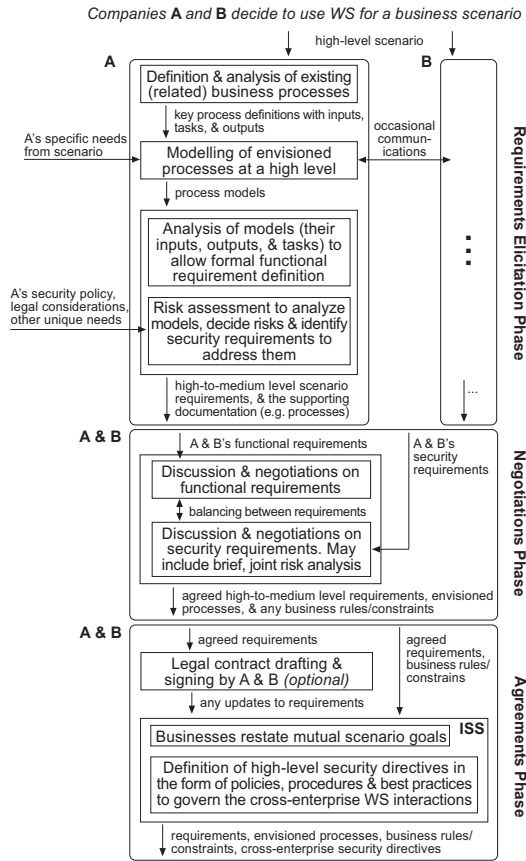 Companies A and B decide to use WS for a business scenario
high-level scenario
A
B
Definition & analysis of existing
(related) business processes
key process definitions with inputs,
tasks, & outputs
A's specific needs
from scenario
Modelling of envisioned
processes at a high level
occasional
commun-
ications
process models
Analysis of models (their
inputs, outputs, & tasks) to
allow formal functional
requirement definition
A's security policy,
legal considerations,
other unique needs
Risk assessment to analyze
models, decide risks & identify
security requirements to
address them
high-to-medium level scenario
requirements, & the supporting
documentation (e.g. processes)
...
Requirements Elicitation Phase
A & B
A & B's functional requirements
A & B's
security
requirements
Discussion & negotiations on
functional requirements
balancing between requirements
Discussion & negotiations on
security requirements. May
include brief, joint risk analysis
agreed high-to-medium level requirements, envisioned
processes, & any business rules/constraints
Negotiations Phase
A & B
agreed requirements
agreed
requirements,
business rules/
constrains
Legal contract drafting &
signing by A & B (optional)
any updates to requirements
ISS
Businesses restate mutual scenario goals
Definition of high-level security directives in
the form of policies, procedures & best practices
to govern the cross-enterprise WS interactions
requirements, envisioned processes, business rules/
constraints, cross-enterprise security directives
Agreements Phase